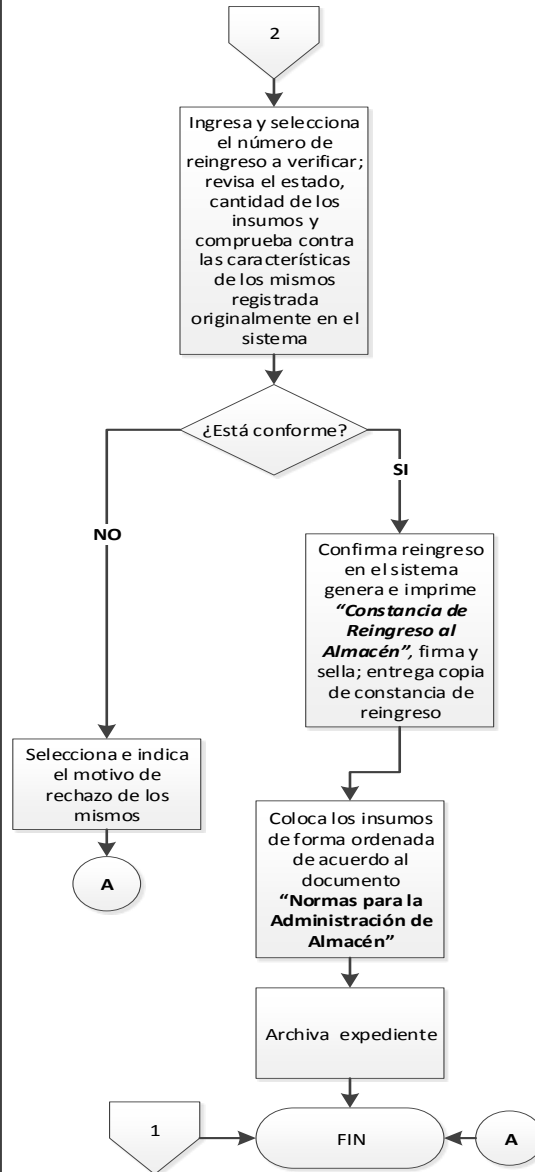 2
Ingresa y selecciona
el número de
reingreso a verificar;
revisa el estado,
cantidad de los
insumos y
comprueba contra
las características
de los mismos
registrada
originalmente en el
sistema
¿Está conforme?
SI
NO
Confirma reingreso
en el sistema
genera e imprime
“Constancia de
Reingreso al
Almacén”, firma y
sella; entrega copia
de constancia de
reingreso
Selecciona e indica
el motivo de
rechazo de los
mismos
A
Coloca los insumos
de forma ordenada
de acuerdo al
documento
“Normas para la
Administración de
Almacén”
Archiva expediente
1
FIN
A